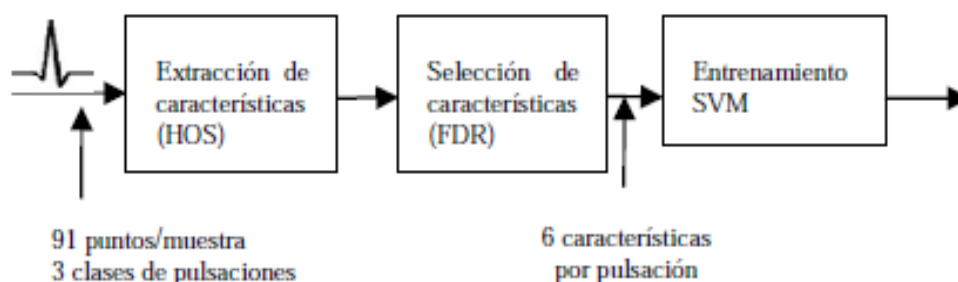 Extracción de
características
(HOS)
Selección de
característicias
(FDR)
Entrenamiento
SVM
91 puntos/muestra
3 clases de pulsaciones
6 características
por pulsación